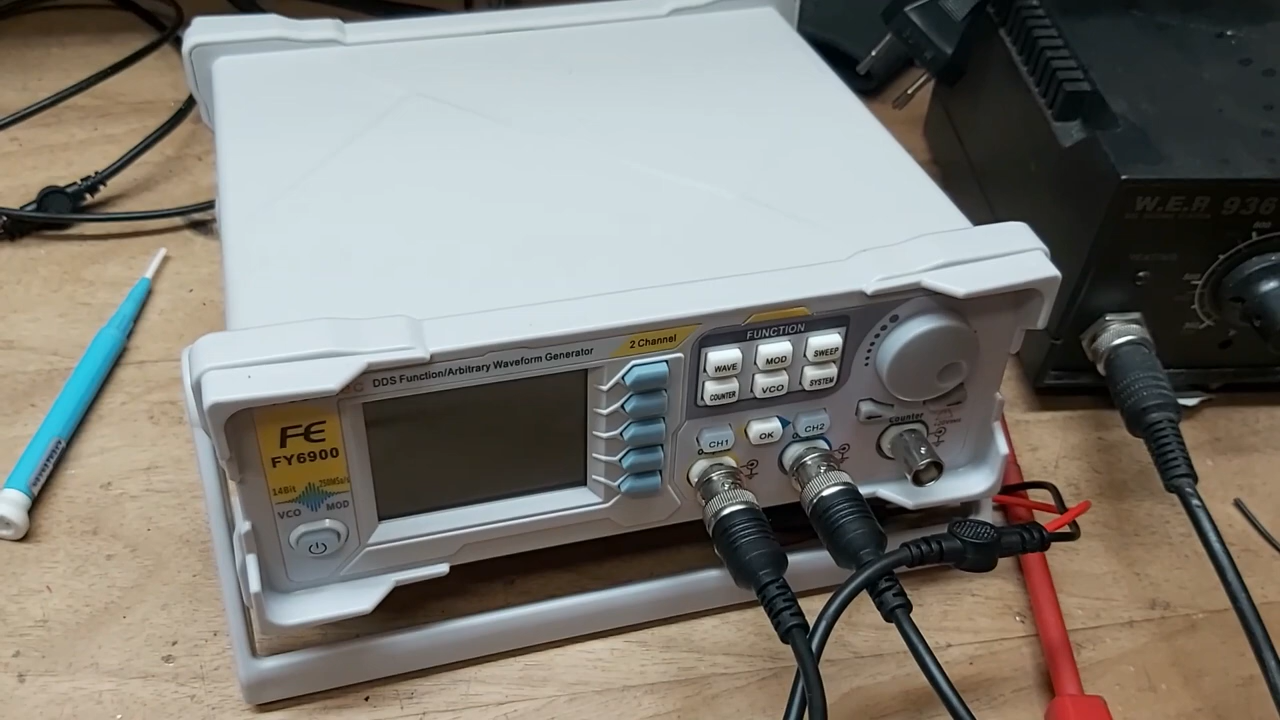 DDS Function/Arbitrary Waveform Generator
2 Channel
FE
FY6900
14Bit
250MSa/s
VCO
MOD
FUNCTION
WAVE
MOD
SWEEP
COUNTER
VCO
SYSTEM
CH1
OK
CH2
counter
W.E.R 936